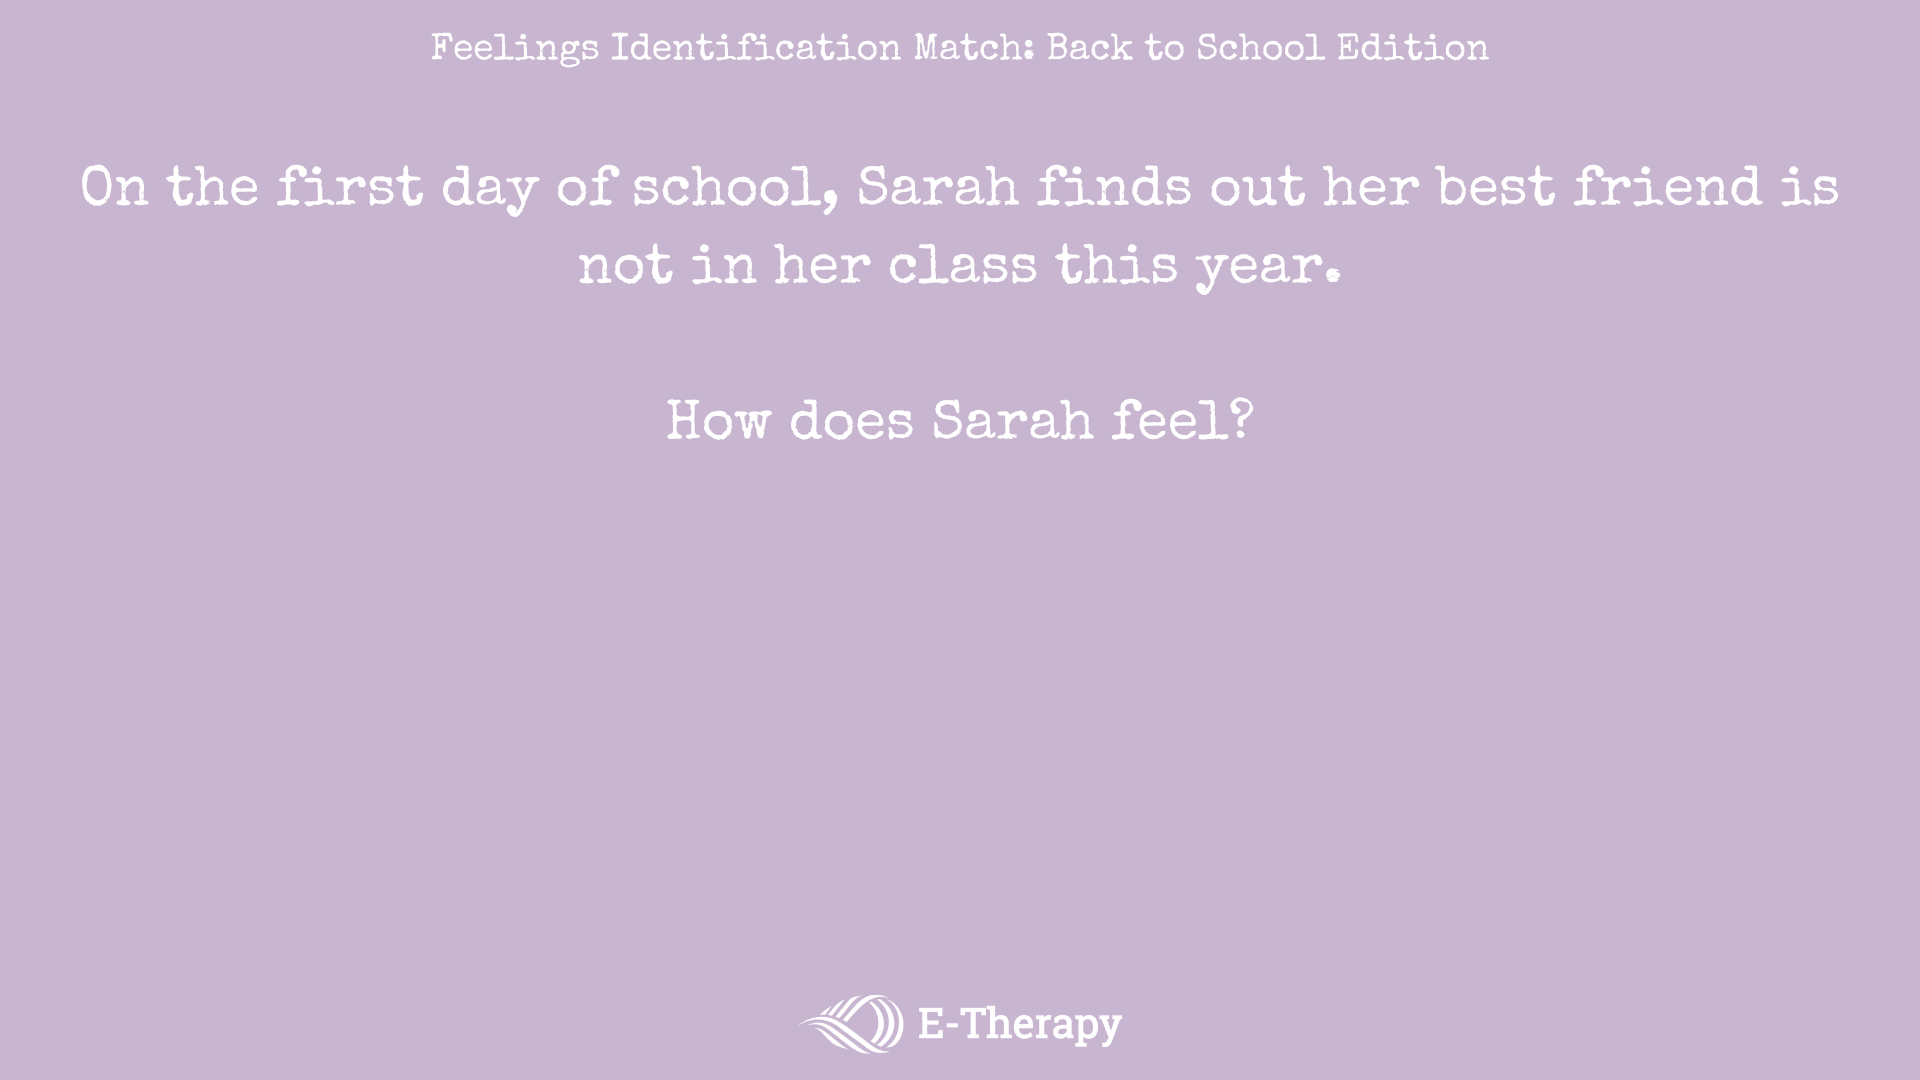 Feelings Identification Match: Back to School Edition
On the first day of school, Sarah finds out her best friend is
not in her class this year.
How does Sarah feel?
E-Therapy